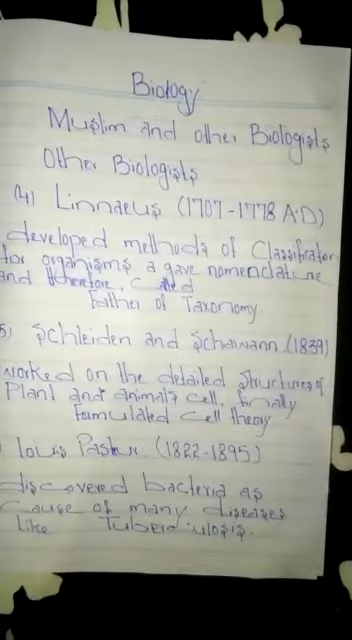 Biology
Muslim and other Biologists
Other Biologists
(4) Linnaeus (1707-1778 A.D)
developed methods of Classification
for organisms a gave nomenclature
and therefore, called
Father of Taxonomy
5) Schleiden and Schawann (1839)
worked on the detailed Structures of
Plant and animals cell, finally
Formulated Cell theory
) louis Pastur. (1822-1895)
discovered bacteria as
Cause of many diseases
Like Tuberculosis.